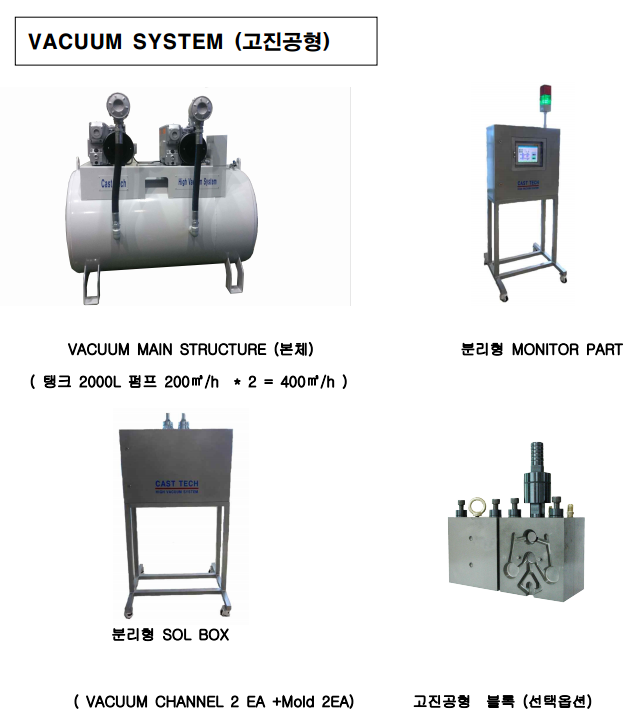 VACUUM SYSTEM (고진공형)
Cast Tech
High Vacuum System
CAST TECH
VACUUM MAIN STRUCTURE (본체)
분리형 MONITOR PART
( 탱크 2000L 펌프 200㎥/h * 2 = 400㎥/h )
CAST TECH
HIGH VACUUM SYSTEM
분리형 SOL BOX
( VACUUM CHANNEL 2 EA +Mold 2EA)
고진공형 블록 (선택옵션)